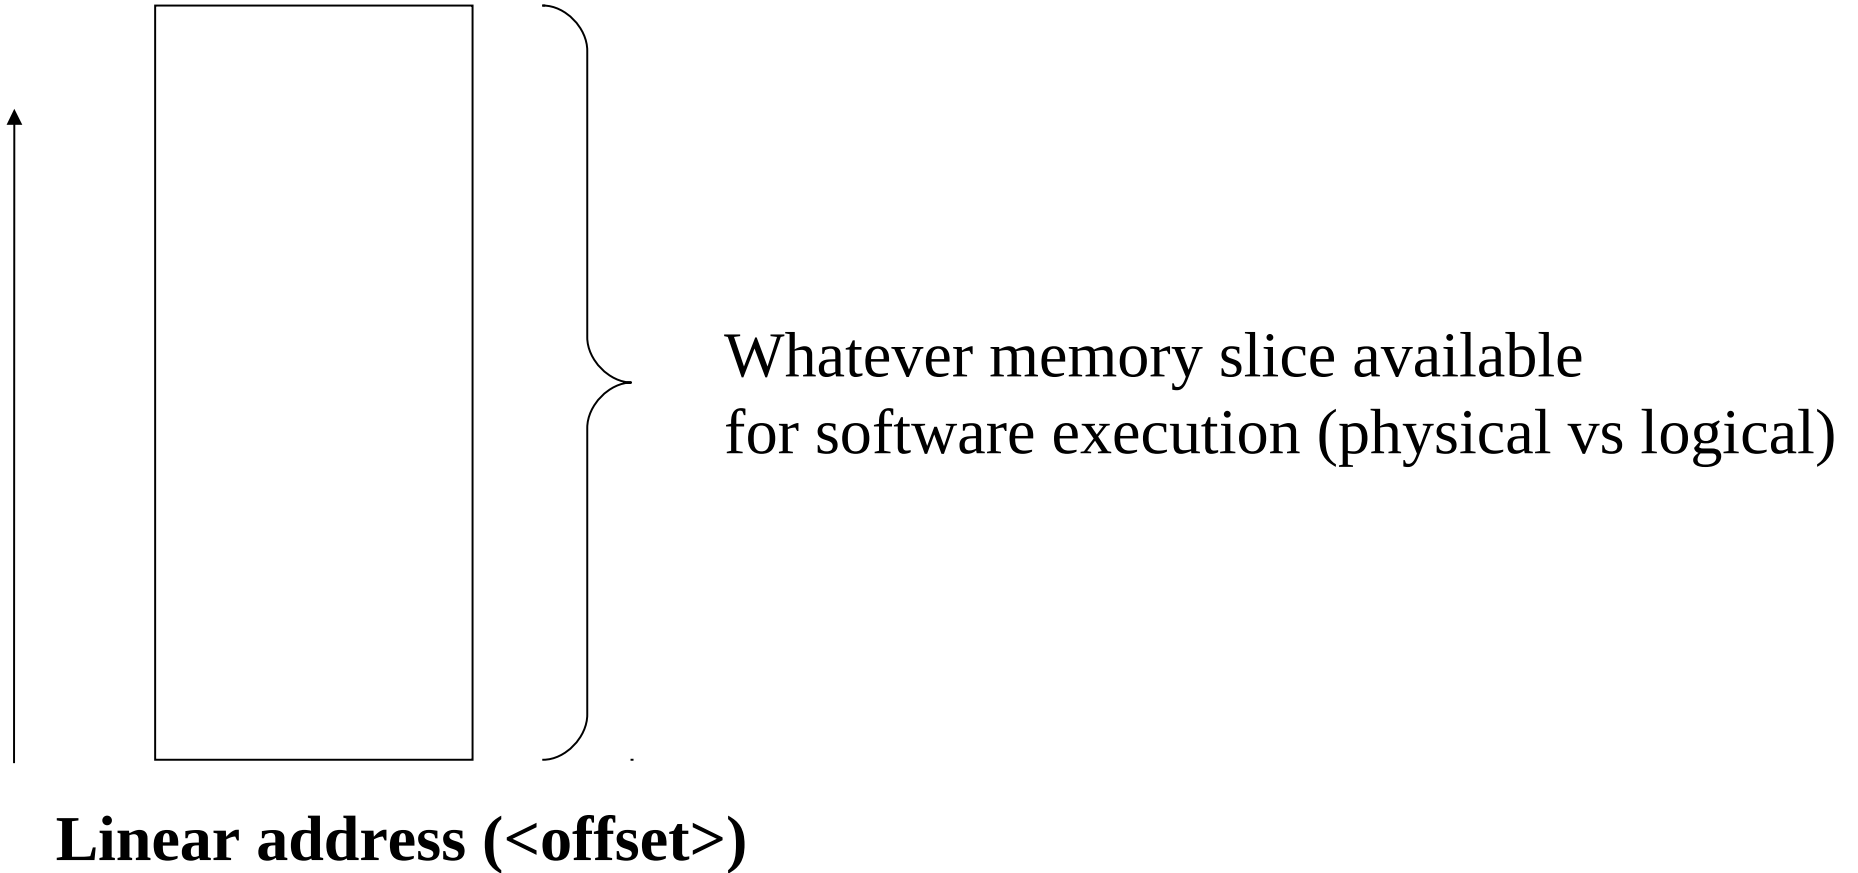 Whatever memory slice available
for software execution (physical vs logical)
Linear address (<offset>)